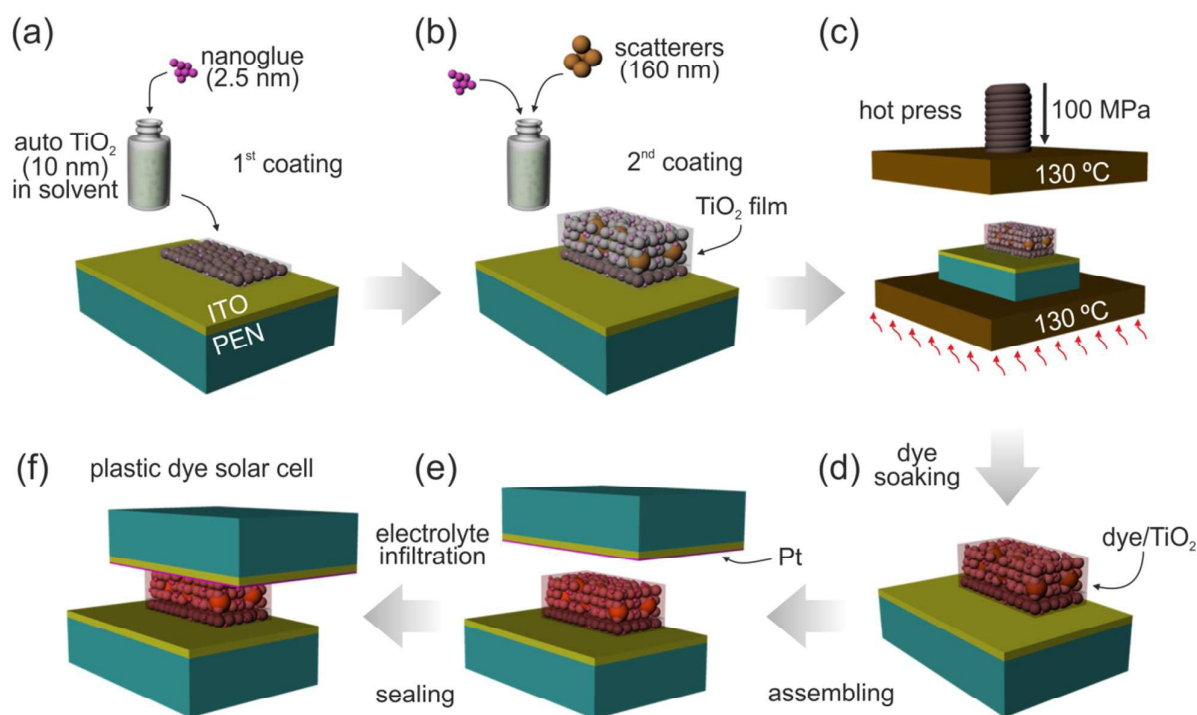 (a)
nanoglue
(2.5 nm)
auto TiO₂
(10 nm)
in solvent
1ˢᵗ coating
ITO
PEN
(b)
scatterers
(160 nm)
2ⁿᵈ coating
TiO₂ film
(c)
hot press
100 MPa
130 ºC
130 ºC
(f)
plastic dye solar cell
electrolyte
infiltration
sealing
(e)
Pt
assembling
dye
soaking
(d)
dye/TiO₂